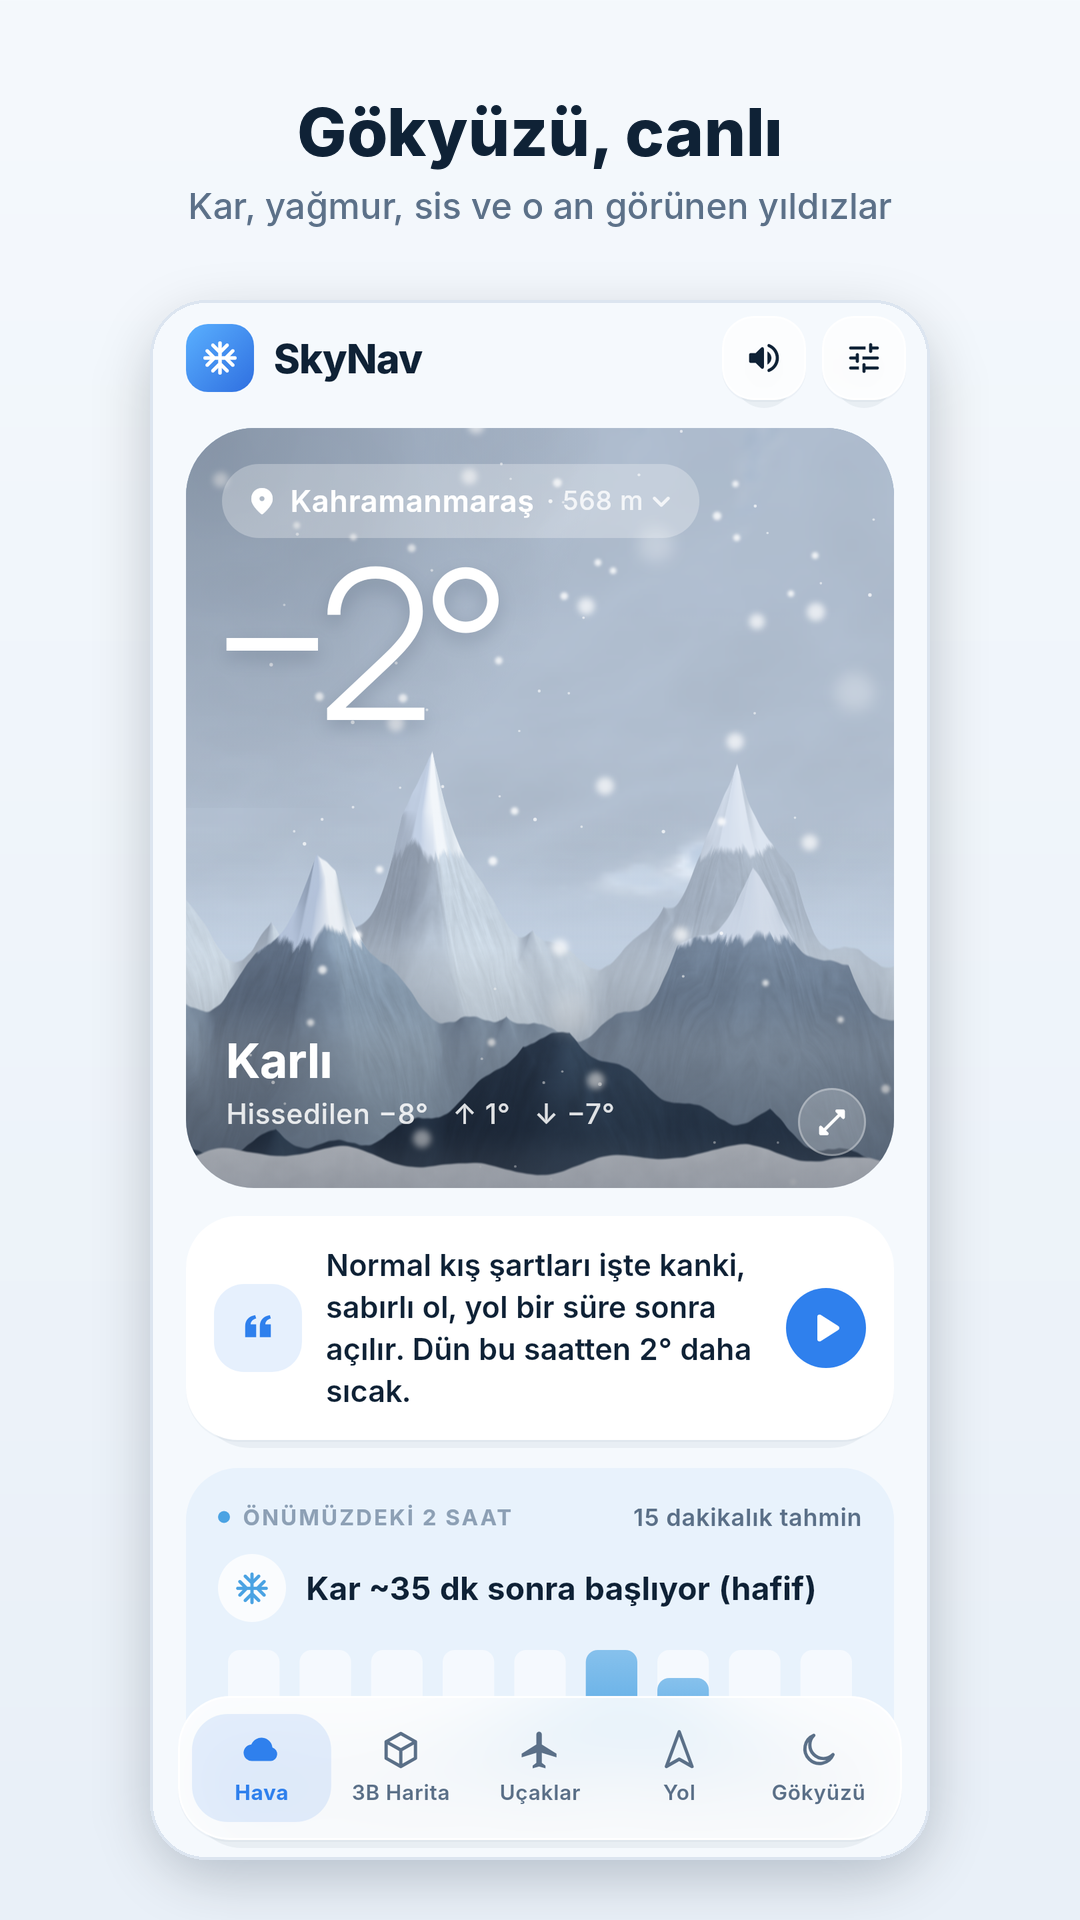 Gökyüzü, canlı
Kar, yağmur, sis ve o an görünen yıldızlar
SkyNav
Kahramanmaraş · 568 m
−2°
Karlı
Hissedilen −8° ↑ 1° ↓ −7°
Normal kış şartları işte kanki,
sabırlı ol, yol bir süre sonra
açılır. Dün bu saatten 2° daha
sıcak.
ÖNÜMÜZDEKİ 2 SAAT
15 dakikalık tahmin
Kar ~35 dk sonra başlıyor (hafif)
Hava
3B Harita
Uçaklar
Yol
Gökyüzü